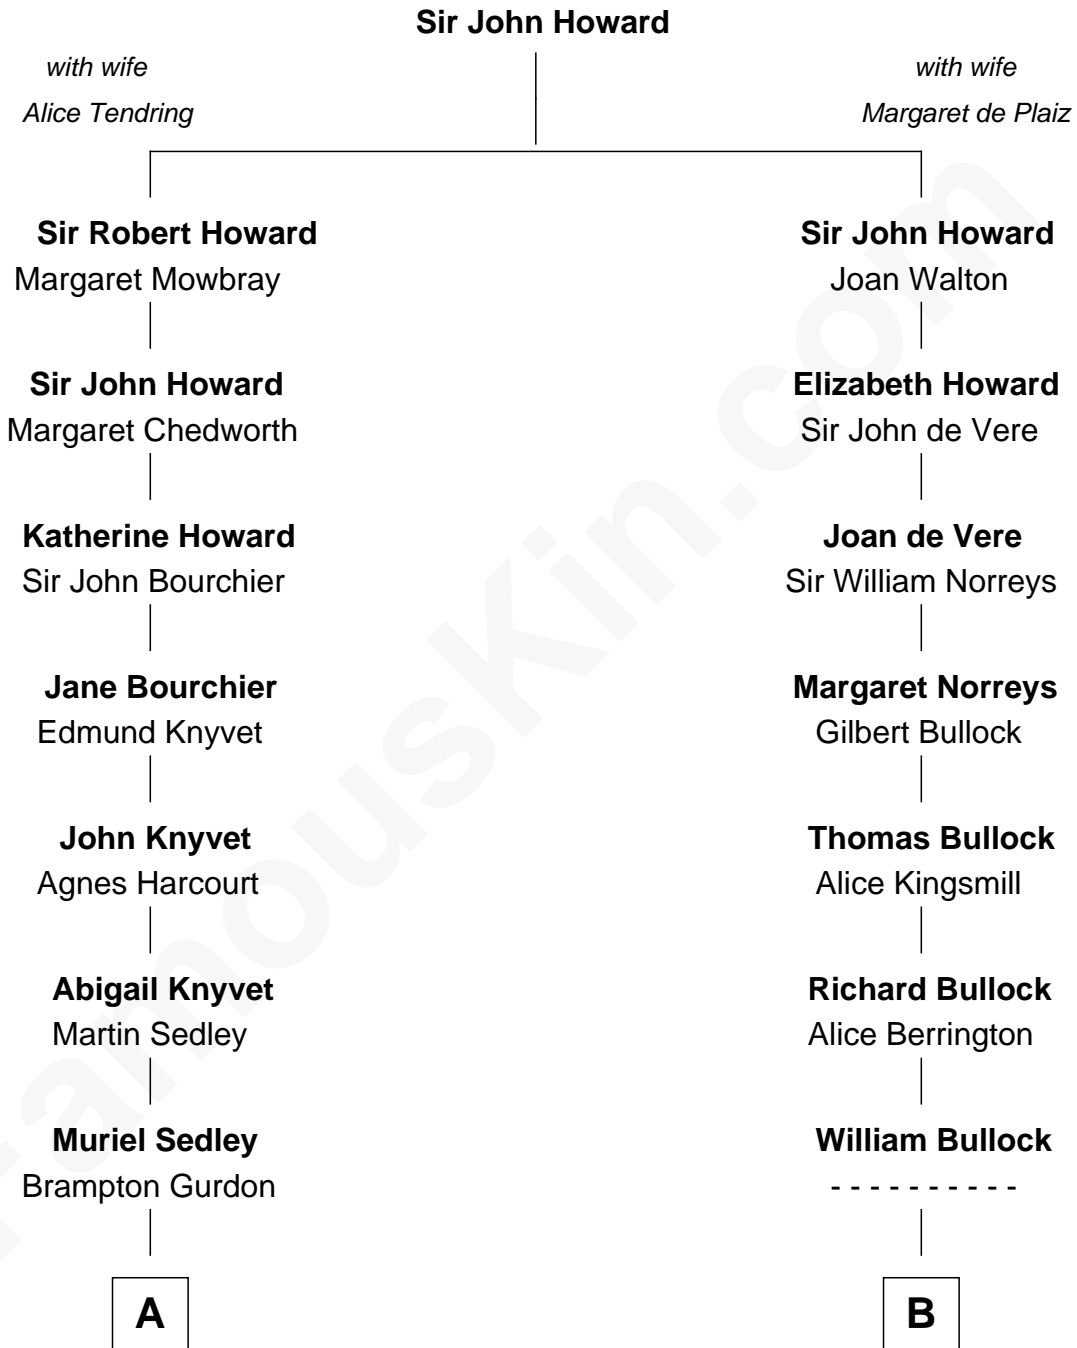 Sir John Howard
with wife
Alice Tendring
with wife
Margaret de Plaiz
Sir Robert Howard
Margaret Mowbray
Sir John Howard
Joan Walton
Sir John Howard
Margaret Chedworth
Elizabeth Howard
Sir John de Vere
Katherine Howard
Sir John Bourchier
Joan de Vere
Sir William Norreys
Jane Bourchier
Edmund Knyvet
Margaret Norreys
Gilbert Bullock
John Knyvet
Agnes Harcourt
Thomas Bullock
Alice Kingsmill
Abigail Knyvet
Martin Sedley
Richard Bullock
Alice Berrington
Muriel Sedley
Brampton Gurdon
William Bullock
- - - - - - - - - -
A
B
FamousKin.com